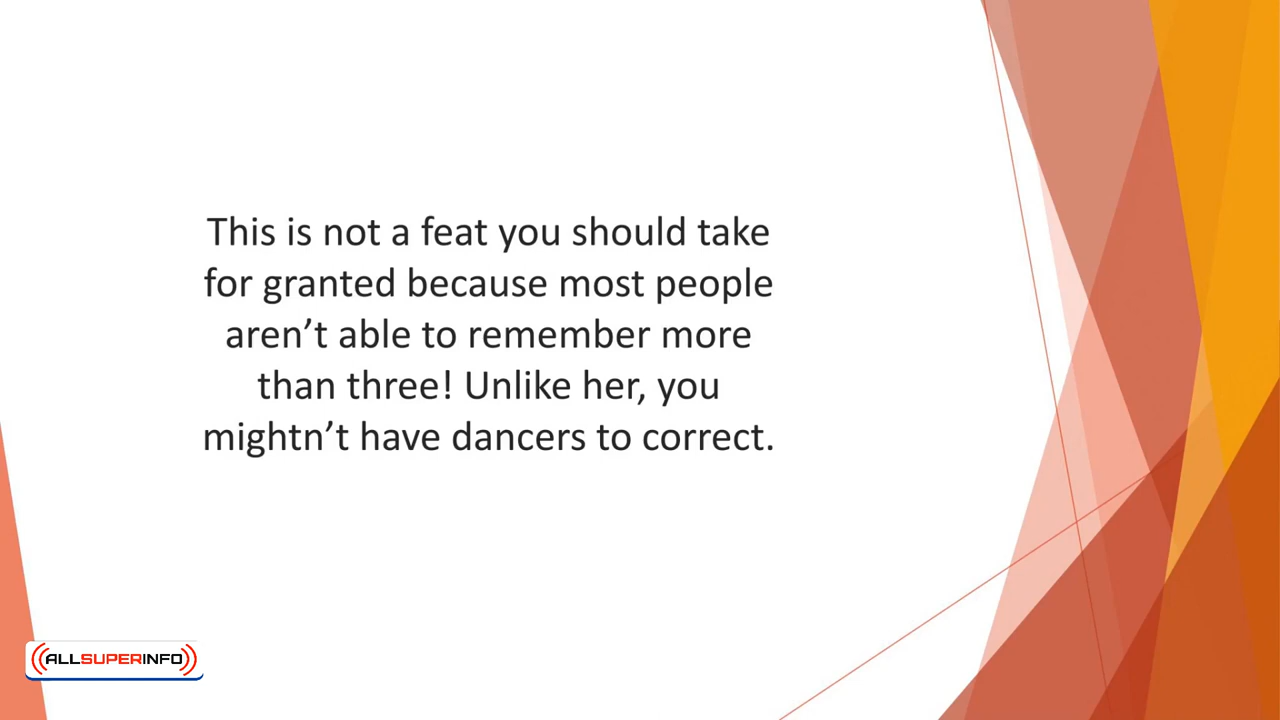 This is not a feat you should take
for granted because most people
aren’t able to remember more
than three! Unlike her, you
mightn’t have dancers to correct.
ALLSUPERINFO